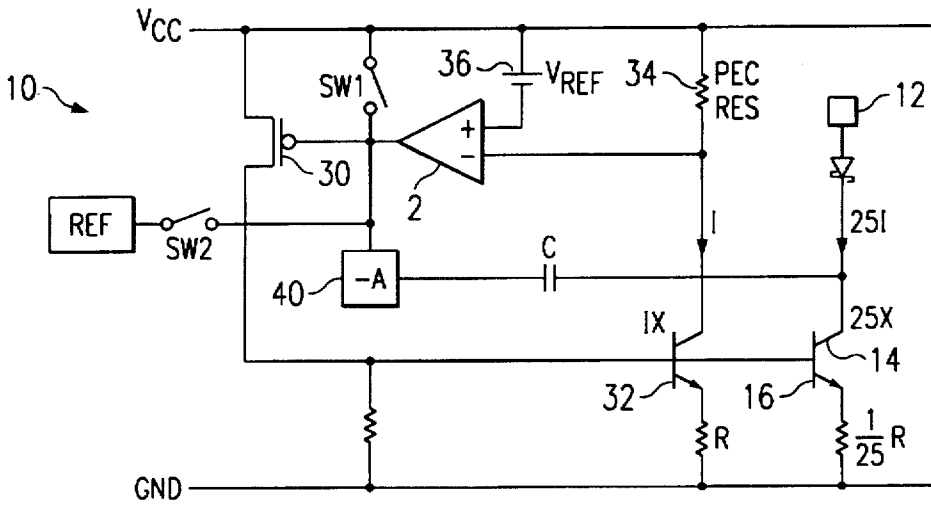 V_CC
36
V_REF
34
PEC
RES
10
SW1
+
-
2
12
30
REF
SW2
I
25I
C
-A
40
IX
25X
14
32
16
R
1/25 R
GND